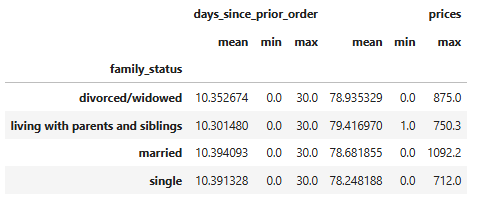 days_since_prior_order prices
mean min max mean min max
family_status
divorced/widowed 10.352674 0.0 30.0 78.935329 0.0 875.0
living with parents and siblings 10.301480 0.0 30.0 79.416970 1.0 750.3
married 10.394093 0.0 30.0 78.681855 0.0 1092.2
single 10.391328 0.0 30.0 78.248188 0.0 712.0